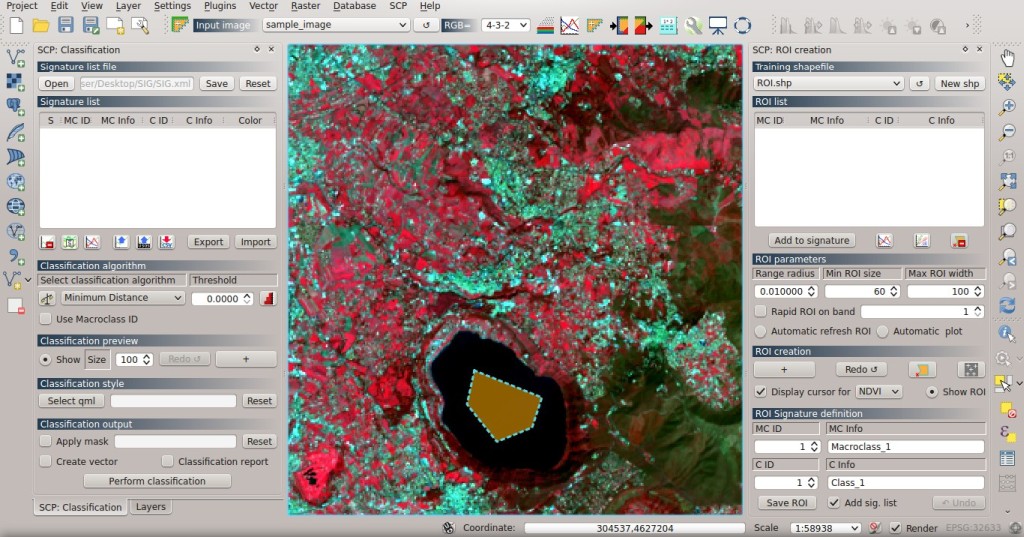 Project Edit View Layer Settings Plugins Vector Raster Database SCP Help
Input image sample_image RGB= 4-3-2
SCP: Classification
Signature list file
Open ser/Desktop/SIG/SIG.xml Save Reset
Signature list
S MC ID MC Info C ID C Info Color
Export Import
Classification algorithm
Select classification algorithm Threshold
Minimum Distance 0.0000
Use Macroclass ID
Classification preview
Show Size 100 Redo ↺ +
Classification style
Select qml Reset
Classification output
Apply mask Reset
Create vector Classification report
Perform classification
SCP: Classification Layers
SCP: ROI creation
Training shapefile
ROI.shp ↺ New shp
ROI list
MC ID MC Info C ID C Info
Add to signature
ROI parameters
Range radius Min ROI size Max ROI width
0.010000 60 100
Rapid ROI on band 1
Automatic refresh ROI Automatic plot
ROI creation
+ Redo ↺
Display cursor for NDVI Show ROI
ROI Signature definition
MC ID MC Info
1 Macroclass_1
C ID C Info
1 Class_1
Save ROI Add sig. list Undo
Coordinate: 304537,4627204 Scale 1:58938 Render EPSG:32633